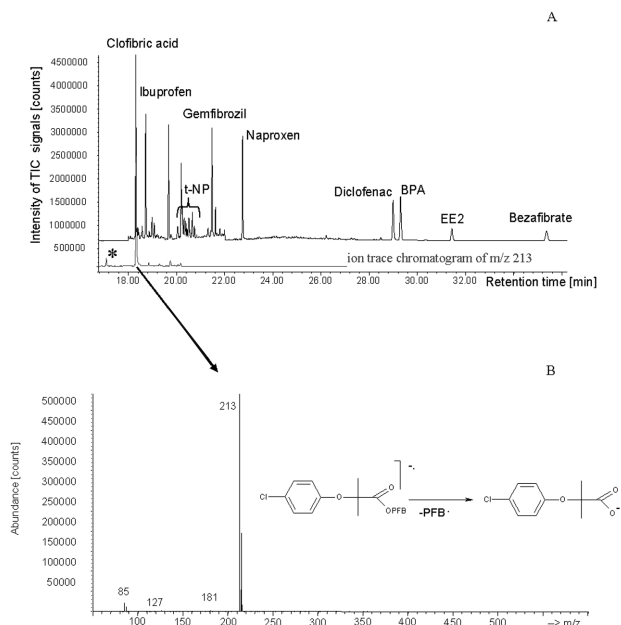 A
Clofibric acid
Ibuprofen
Gemfibrozil
Naproxen
t-NP
Diclofenac
BPA
EE2
Bezafibrate
Intensity of TIC signals [counts]
4500000
4000000
3500000
3000000
2500000
2000000
1500000
1000000
500000
*
ion trace chromatogram of m/z 213
18.00 20.00 22.00 24.00 26.00 28.00 30.00 32.00 34.00
Retention time [min]
B
Abundance [counts]
500000
450000
400000
350000
300000
250000
200000
150000
100000
50000
213
85
127
181
Cl
O
O
OPFB
-.
-PFB·
Cl
O
O
O-
50 100 150 200 250 300 350 400 450 500
--> m/z